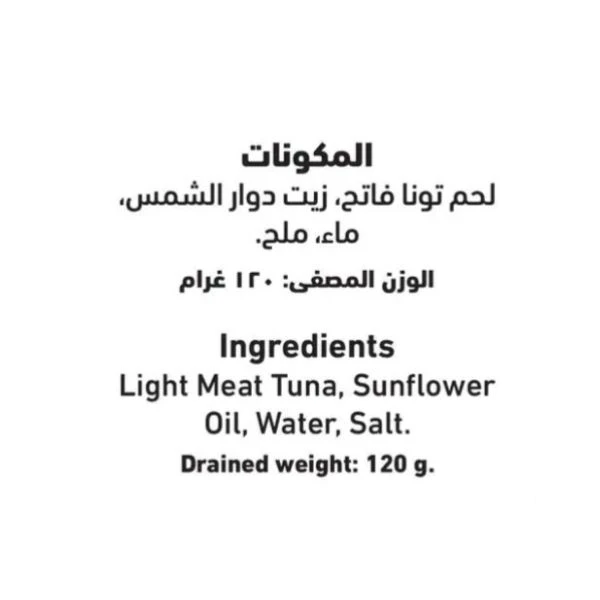 المكونات
لحم تونا فاتح، زيت دوار الشمس،
ماء، ملح.
الوزن المصفى: ١٢٠ غرام
Ingredients
Light Meat Tuna, Sunflower
Oil, Water, Salt.
Drained weight: 120 g.